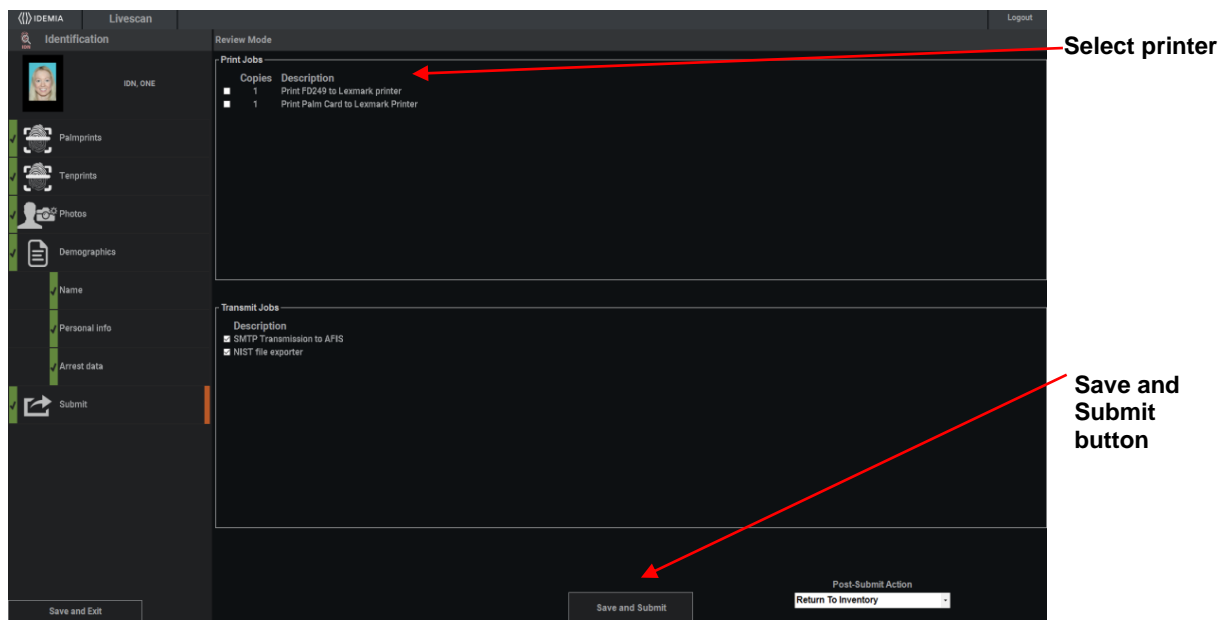 IDEMIA Livescan Logout
Identification
Review Mode
Select printer
IDN, ONE
Print Jobs
Copies Description
1 Print FD249 to Lexmark printer
1 Print Palm Card to Lexmark Printer
Palmprints
Tenprints
Photos
Demographics
Name
Personal info
Arrest data
Submit
Transmit Jobs
Description
SMTP Transmission to AFIS
NIST file exporter
Save and
Submit
button
Post-Submit Action
Return To Inventory
Save and Exit
Save and Submit